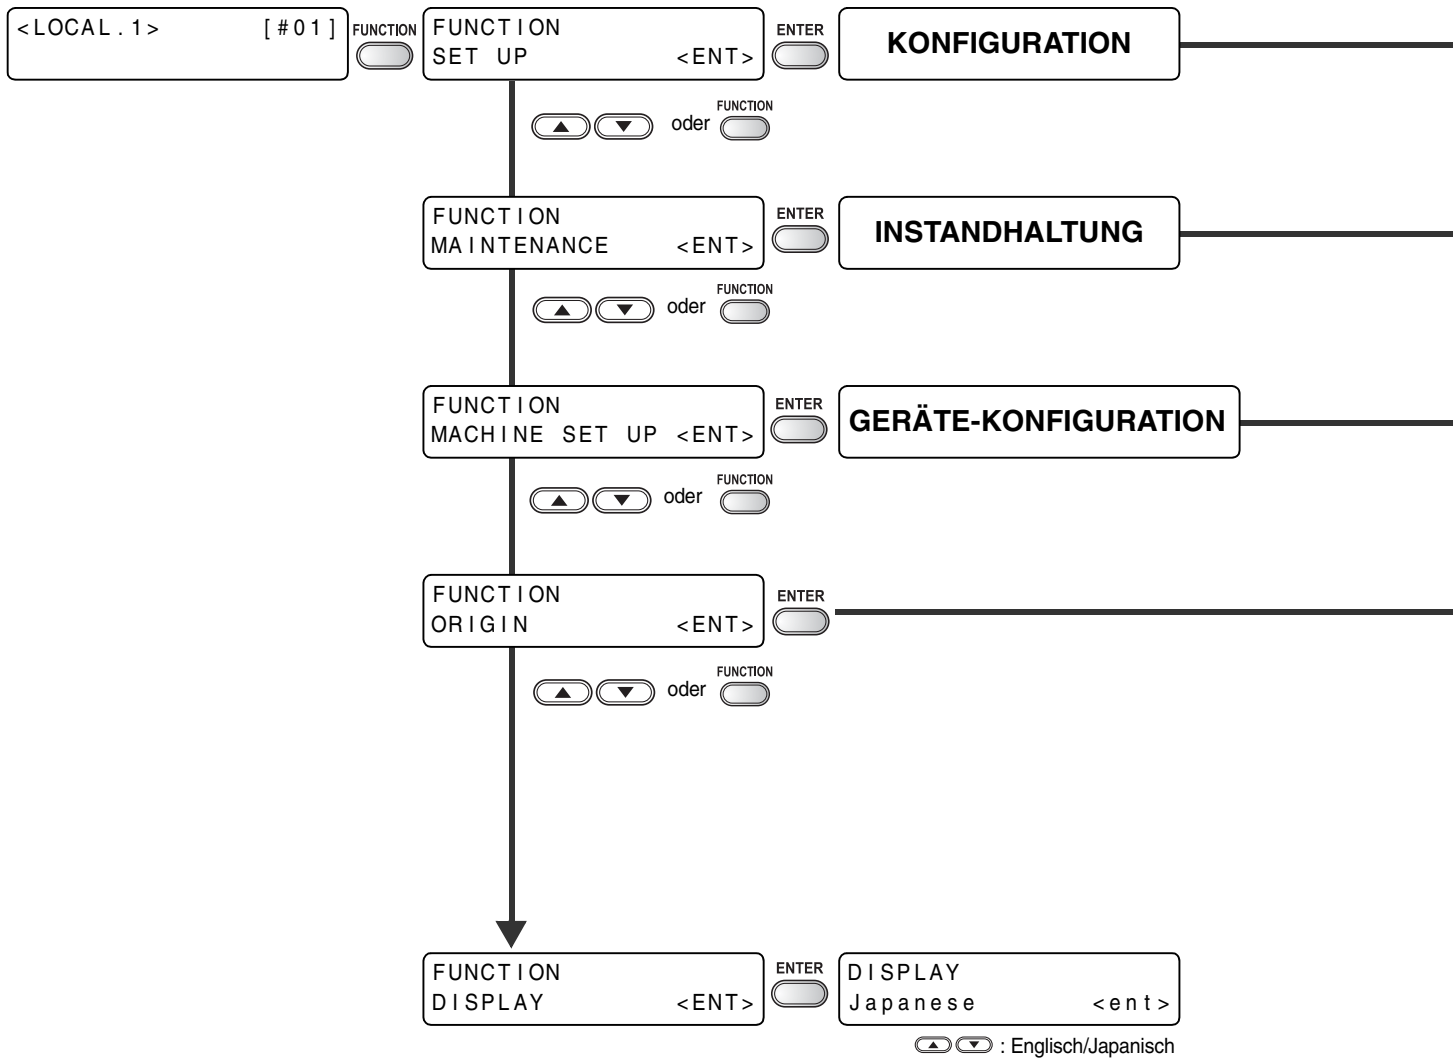 <LOCAL.1> [#01]
FUNCTION
FUNCTION
SET UP <ENT>
ENTER
KONFIGURATION
oder
FUNCTION
FUNCTION
MAINTENANCE <ENT>
ENTER
INSTANDHALTUNG
oder
FUNCTION
FUNCTION
MACHINE SET UP <ENT>
ENTER
GERÄTE-KONFIGURATION
oder
FUNCTION
FUNCTION
ORIGIN <ENT>
ENTER
oder
FUNCTION
FUNCTION
DISPLAY <ENT>
ENTER
DISPLAY
Japanese <ent>
: Englisch/Japanisch